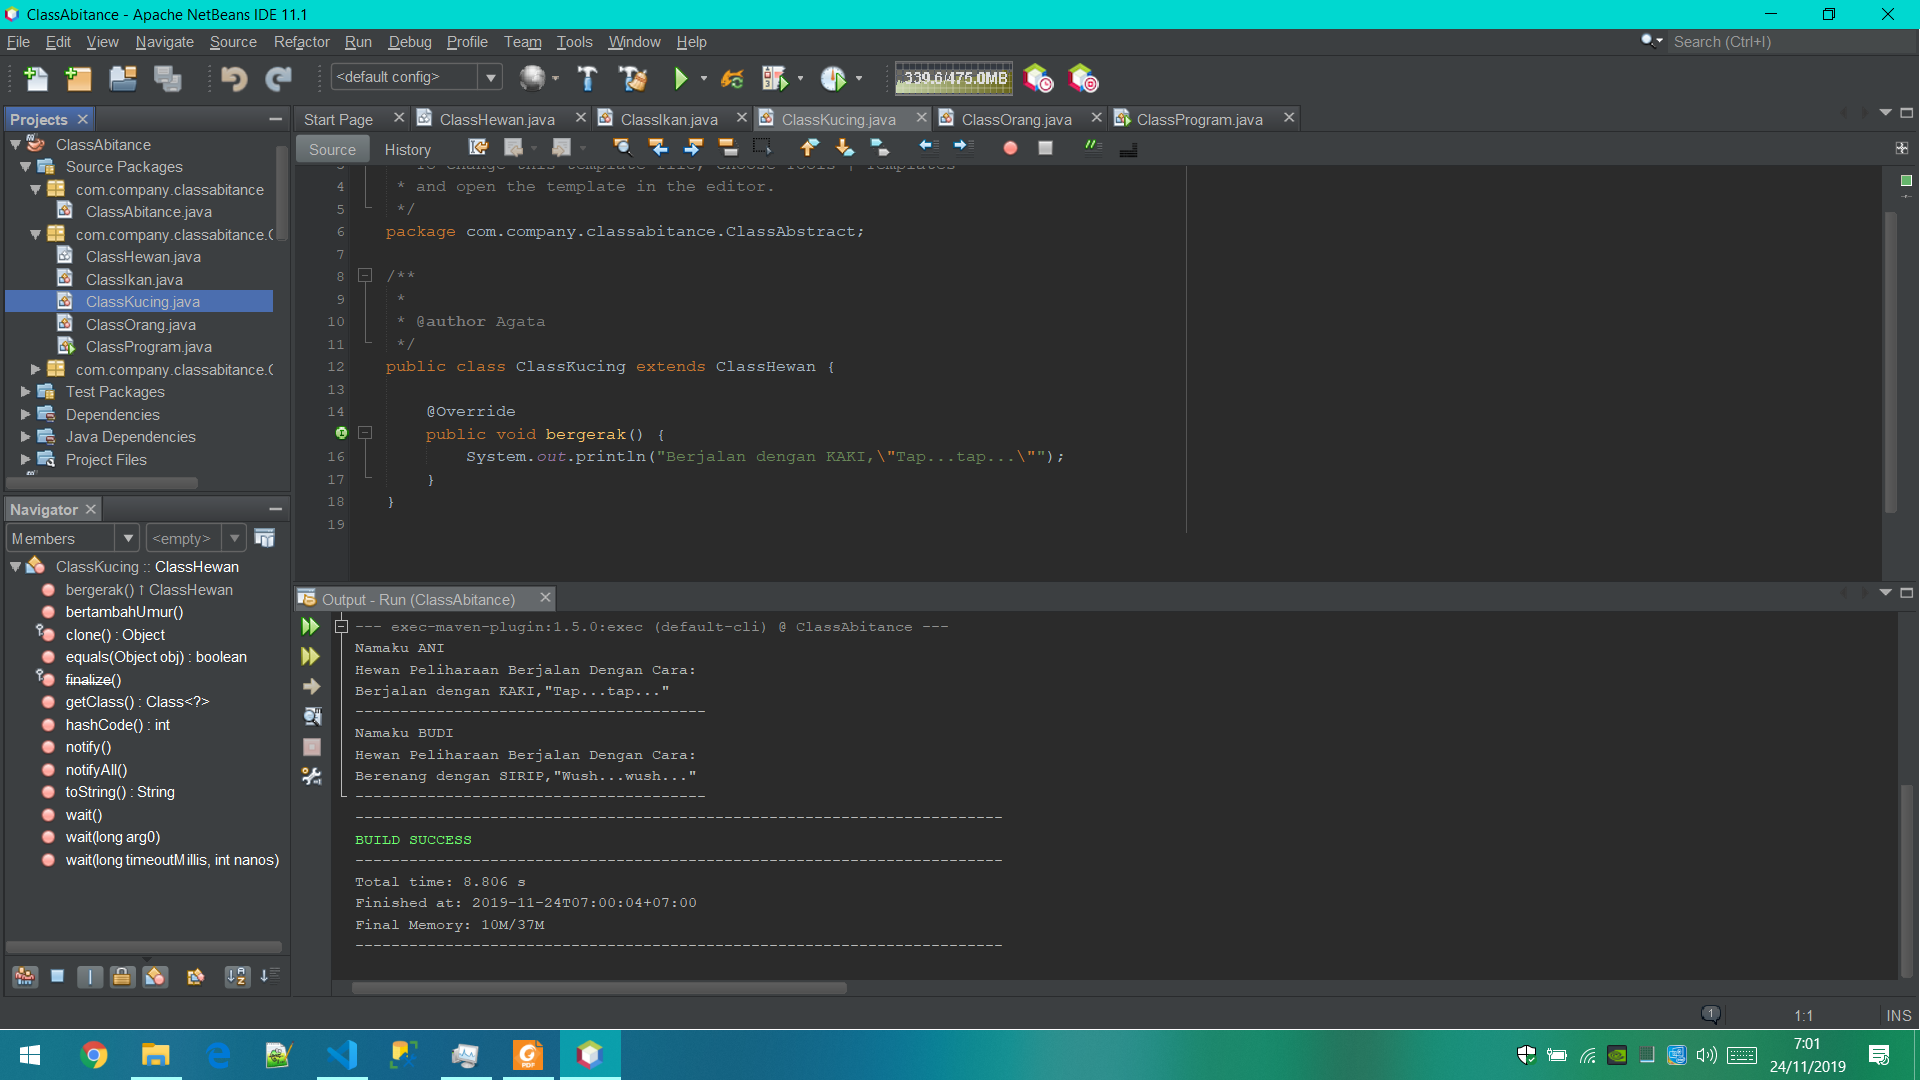 ClassAbitance - Apache NetBeans IDE 11.1
File Edit View Navigate Source Refactor Run Debug Profile Team Tools Window Help
Search (Ctrl+I)
<default config>
339.6/475.0MB
Projects
Start Page ClassHewan.java ClassIkan.java ClassKucing.java ClassOrang.java ClassProgram.java
Source History
ClassAbitance
Source Packages
com.company.classabitance
ClassAbitance.java
com.company.classabitance.C
ClassHewan.java
ClassIkan.java
ClassKucing.java
ClassOrang.java
ClassProgram.java
com.company.classabitance.C
Test Packages
Dependencies
Java Dependencies
Project Files
3 * To change this template file, choose Tools | Templates
4 * and open the template in the editor.
5 */
6 package com.company.classabitance.ClassAbstract;
7
8 /**
9 *
10 * @author Agata
11 */
12 public class ClassKucing extends ClassHewan {
13
14 @Override
public void bergerak() {
16 System.out.println("Berjalan dengan KAKI,\"Tap...tap...\"");
17 }
18 }
19
Navigator
Members <empty>
ClassKucing :: ClassHewan
bergerak() ↑ ClassHewan
bertambahUmur()
clone() : Object
equals(Object obj) : boolean
finalize()
getClass() : Class<?>
hashCode() : int
notify()
notifyAll()
toString() : String
wait()
wait(long arg0)
wait(long timeoutMillis, int nanos)
Output - Run (ClassAbitance)
--- exec-maven-plugin:1.5.0:exec (default-cli) @ ClassAbitance ---
Namaku ANI
Hewan Peliharaan Berjalan Dengan Cara:
Berjalan dengan KAKI,"Tap...tap..."
---------------------------------------
Namaku BUDI
Hewan Peliharaan Berjalan Dengan Cara:
Berenang dengan SIRIP,"Wush...wush..."
---------------------------------------
------------------------------------------------------------------------
BUILD SUCCESS
------------------------------------------------------------------------
Total time: 8.806 s
Finished at: 2019-11-24T07:00:04+07:00
Final Memory: 10M/37M
------------------------------------------------------------------------
1
1:1
INS
7:01
24/11/2019